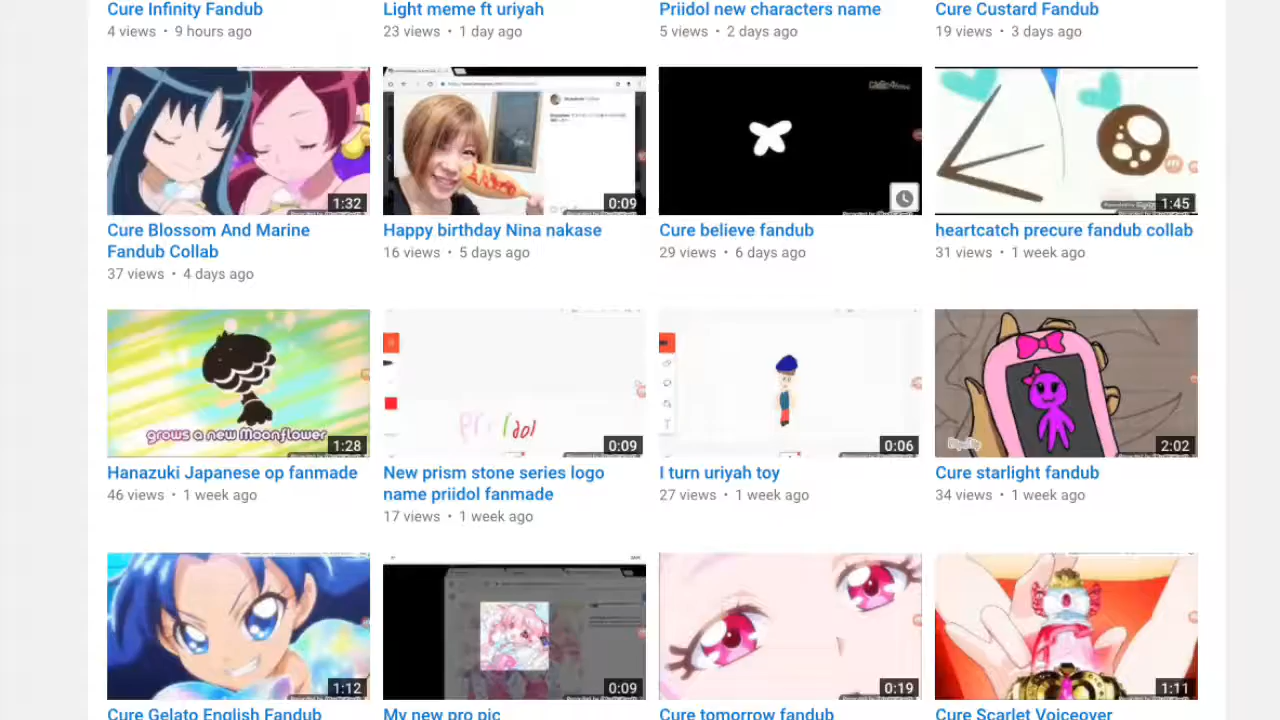 Cure Infinity Fandub
Light meme ft uriyah
Priidol new characters name
Cure Custard Fandub
4 views • 9 hours ago
23 views • 1 day ago
5 views • 2 days ago
19 views • 3 days ago
1:32
0:09
1:45
Cure Blossom And Marine
Fandub Collab
37 views • 4 days ago
Happy birthday Nina nakase
16 views • 5 days ago
Cure believe fandub
29 views • 6 days ago
heartcatch precure fandub collab
31 views • 1 week ago
grows a new Moonflower
1:28
priidol
0:09
0:06
2:02
Hanazuki Japanese op fanmade
46 views • 1 week ago
New prism stone series logo
name priidol fanmade
17 views • 1 week ago
I turn uriyah toy
27 views • 1 week ago
Cure starlight fandub
34 views • 1 week ago
1:12
0:09
0:19
1:11
Cure Gelato English Fandub
My new pro pic
Cure tomorrow fandub
Cure Scarlet Voiceover